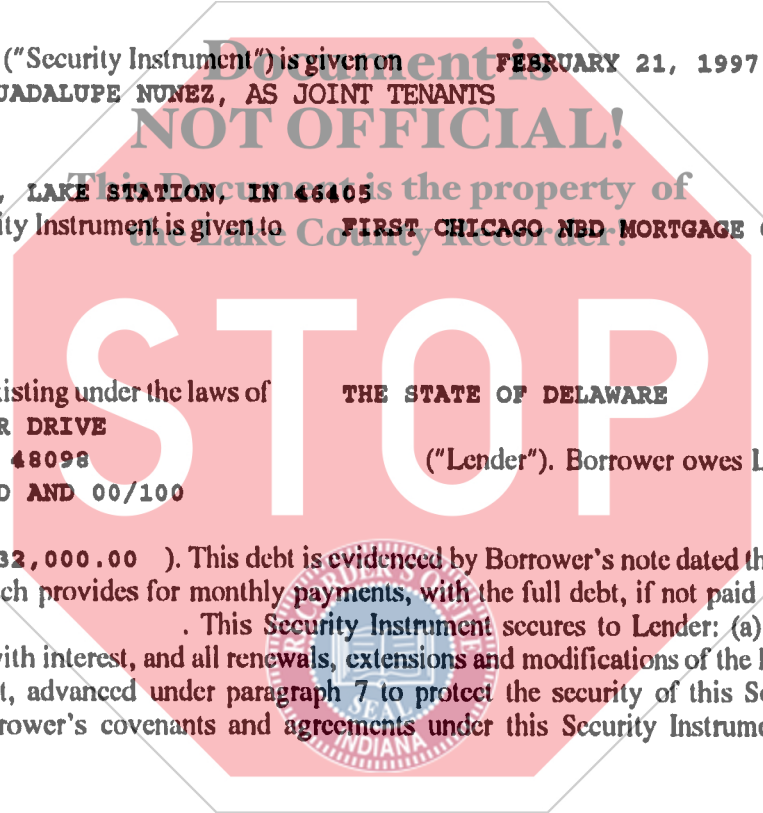 ("Security Instrument") is given on FEBRUARY 21, 1997
UADALUPE NUNEZ, AS JOINT TENANTS
, LAKE STATION, IN 46405
ity Instrument is given to FIRST CHICAGO NBD MORTGAGE
Document is
NOT OFFICIAL!
This Document is the property of
the Lake County Recorder!
STOP
xisting under the laws of THE STATE OF DELAWARE
R DRIVE
48098 ("Lender"). Borrower owes L
D AND 00/100
32,000.00 ). This debt is evidenced by Borrower's note dated th
ch provides for monthly payments, with the full debt, if not paid
. This Security Instrument secures to Lender: (a)
vith interest, and all renewals, extensions and modifications of the
t, advanced under paragraph 7 to protect the security of this Se
rower's covenants and agreements under this Security Instrume
RECORDER'S OFFICE
SEAL
INDIANA